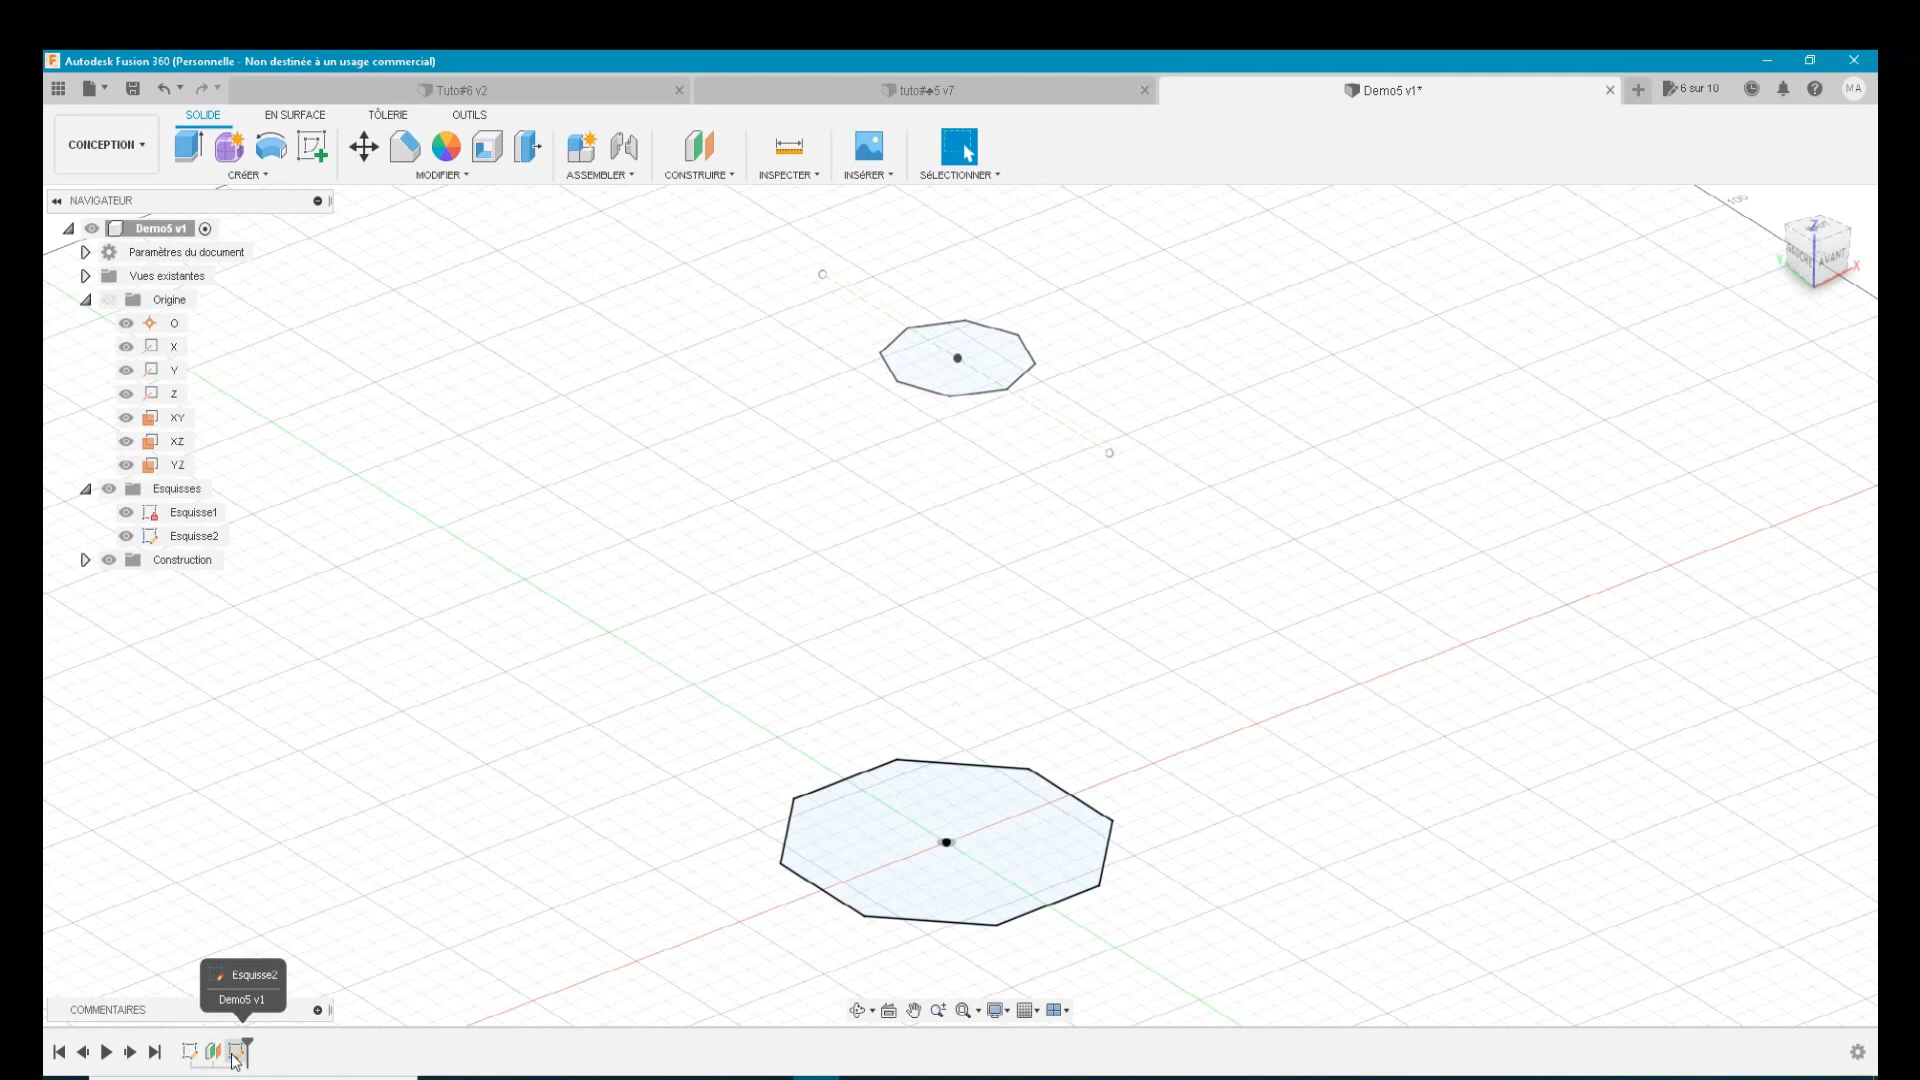 Autodesk Fusion 360 (Personnelle - Non destinée à un usage commercial)
Tuto#6 v2
tuto#♠5 v7
Demo5 v1*
6 sur 10
MA
SOLIDE
EN SURFACE
TÔLERIE
OUTILS
CONCEPTION
CRÉER
MODIFIER
ASSEMBLER
CONSTRUIRE
INSPECTER
INSÉRER
SÉLECTIONNER
NAVIGATEUR
Demo5 v1
Paramètres du document
Vues existantes
Origine
O
X
Y
Z
XY
XZ
YZ
Esquisses
Esquisse1
Esquisse2
Construction
100
Z
GAUCHE
AVANT
Y
X
Esquisse2
Demo5 v1
COMMENTAIRES